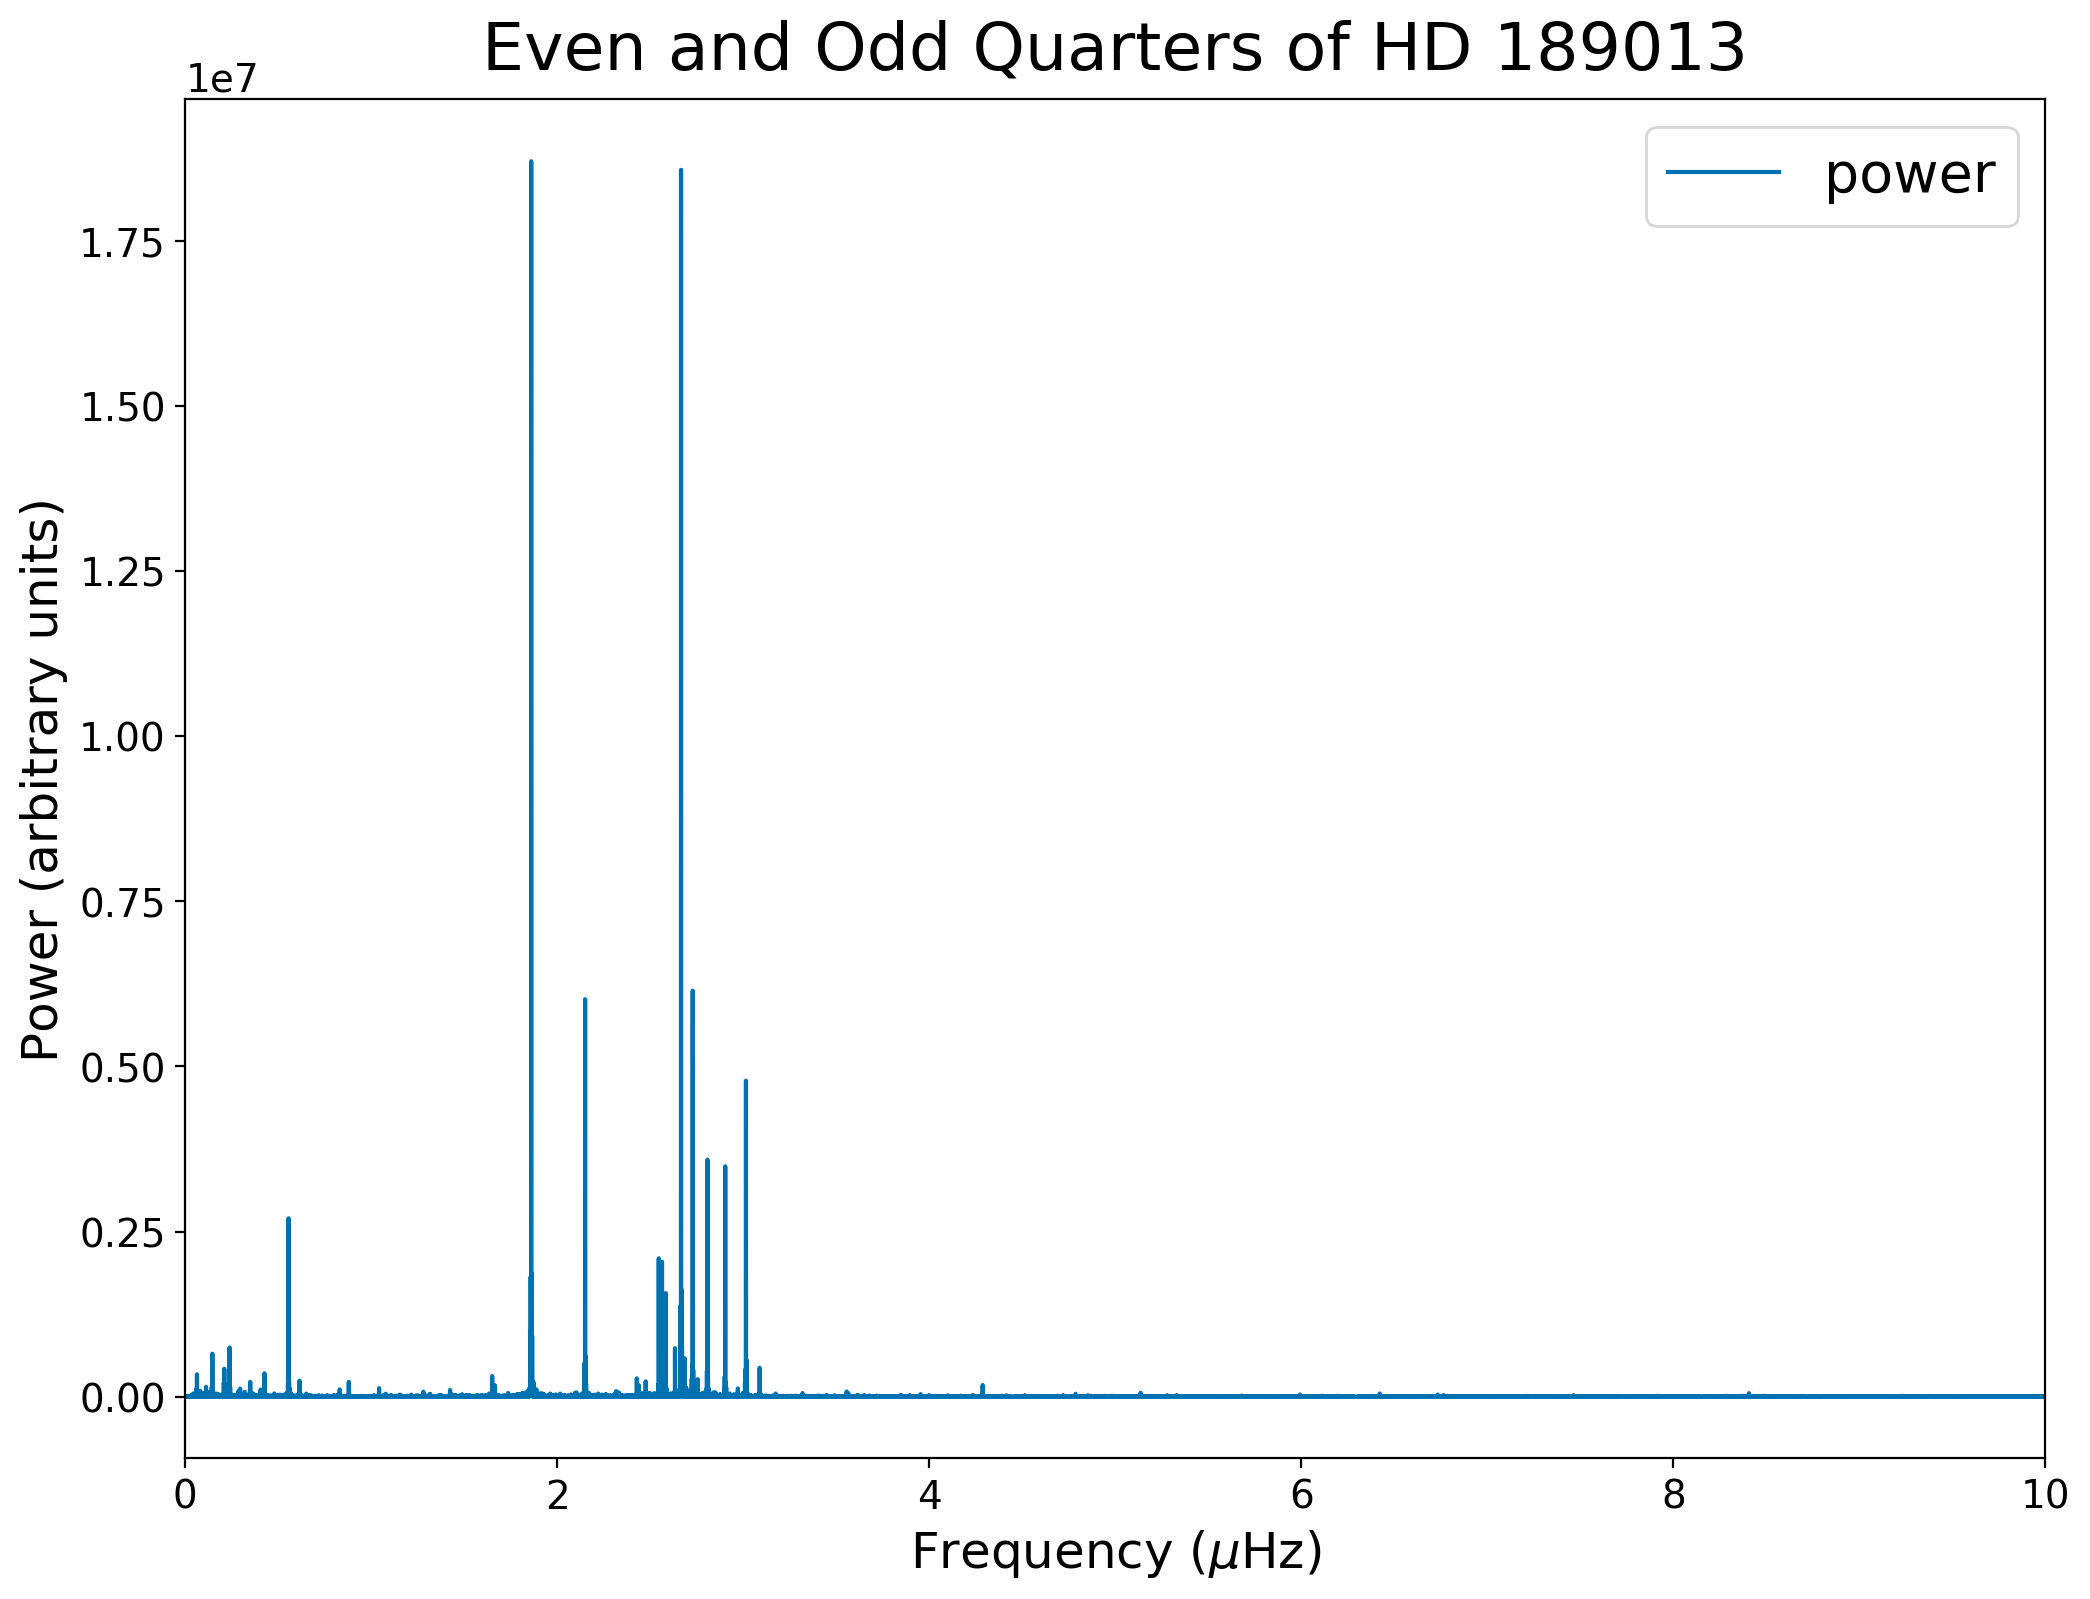 Even and Odd Quarters of HD 189013
1e7
power
1.75
1.50
1.25
1.00
0.75
0.50
0.25
0.00
Power (arbitrary units)
0 2 4 6 8 10
Frequency (μHz)